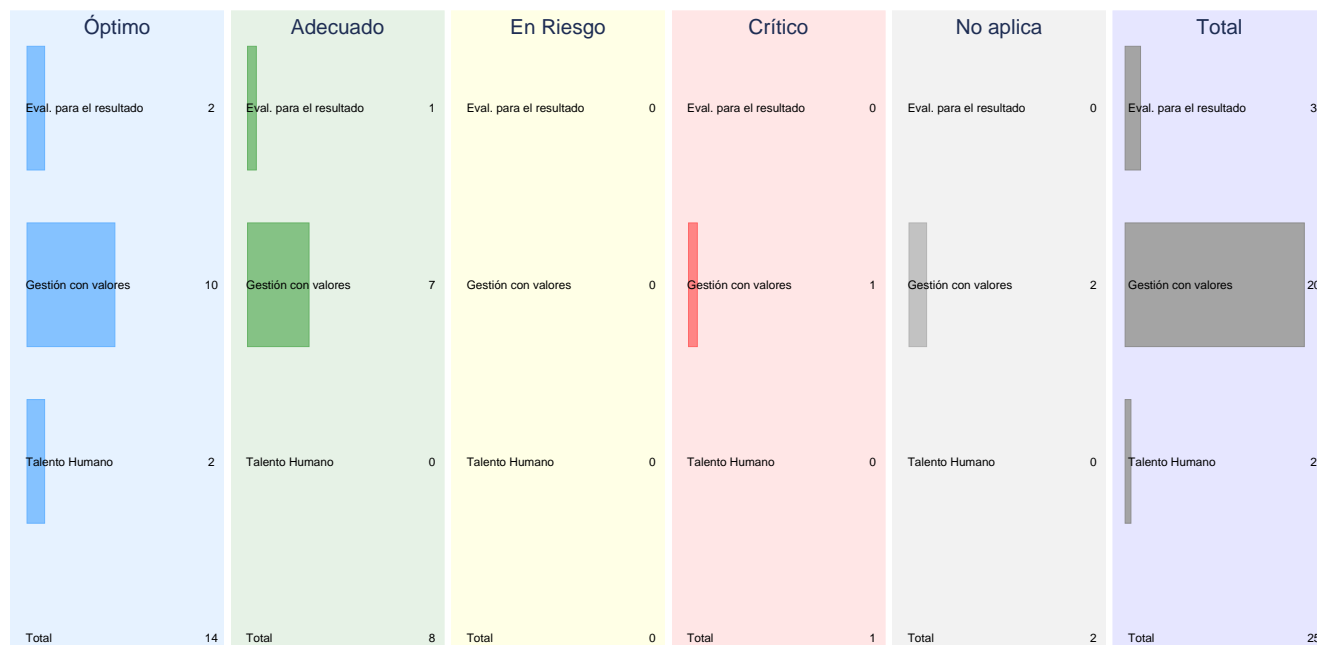 Óptimo Adecuado En Riesgo Crítico No aplica Total
Eval. para el resultado 2 Eval. para el resultado 1 Eval. para el resultado 0 Eval. para el resultado 0 Eval. para el resultado 0 Eval. para el resultado 3
Gestión con valores 10 Gestión con valores 7 Gestión con valores 0 Gestión con valores 1 Gestión con valores 2 Gestión con valores 20
Talento Humano 2 Talento Humano 0 Talento Humano 0 Talento Humano 0 Talento Humano 0 Talento Humano 2
Total 14 Total 8 Total 0 Total 1 Total 2 Total 25